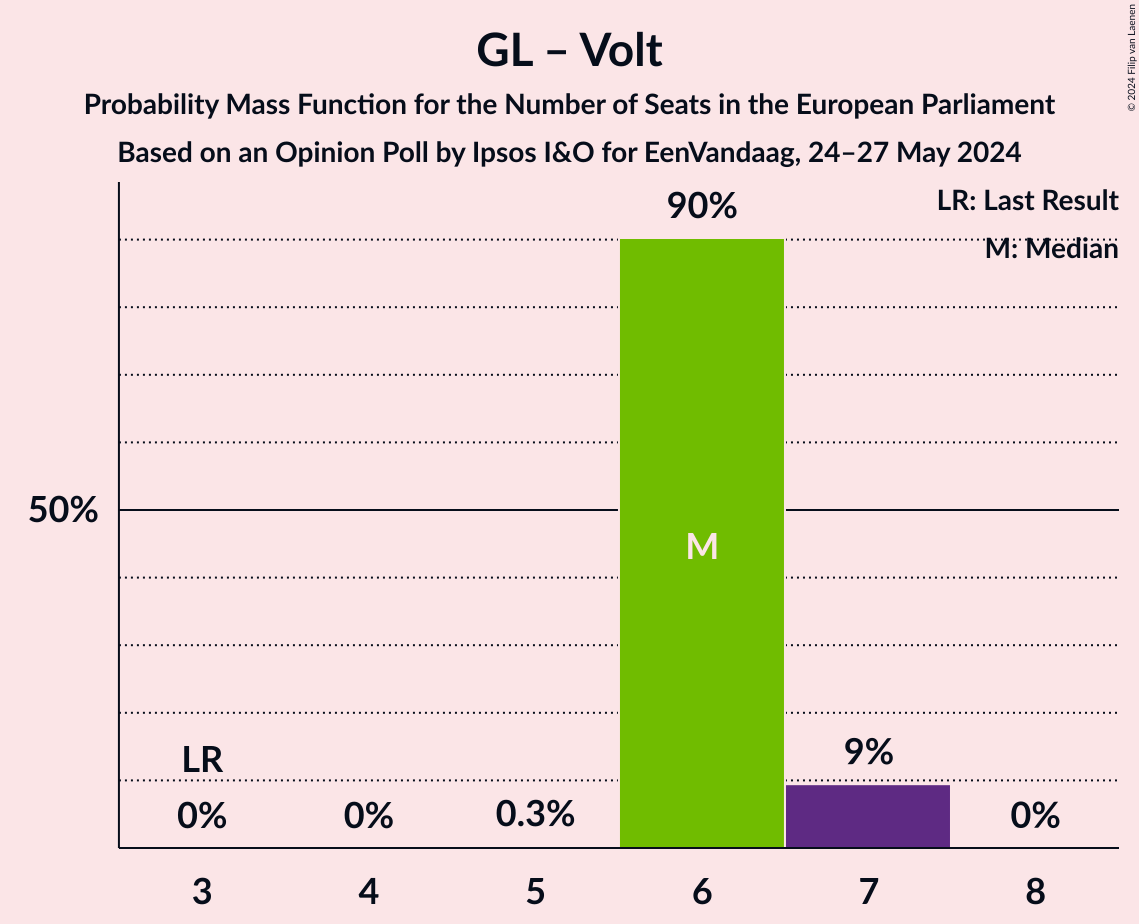 GL – Volt
Probability Mass Function for the Number of Seats in the European Parliament
Based on an Opinion Poll by Ipsos I&O for EenVandaag, 24–27 May 2024
© 2024 Filip van Laenen
LR: Last Result
M: Median
90%
50%
M
LR
9%
0%
0%
0.3%
0%
3
4
5
6
7
8